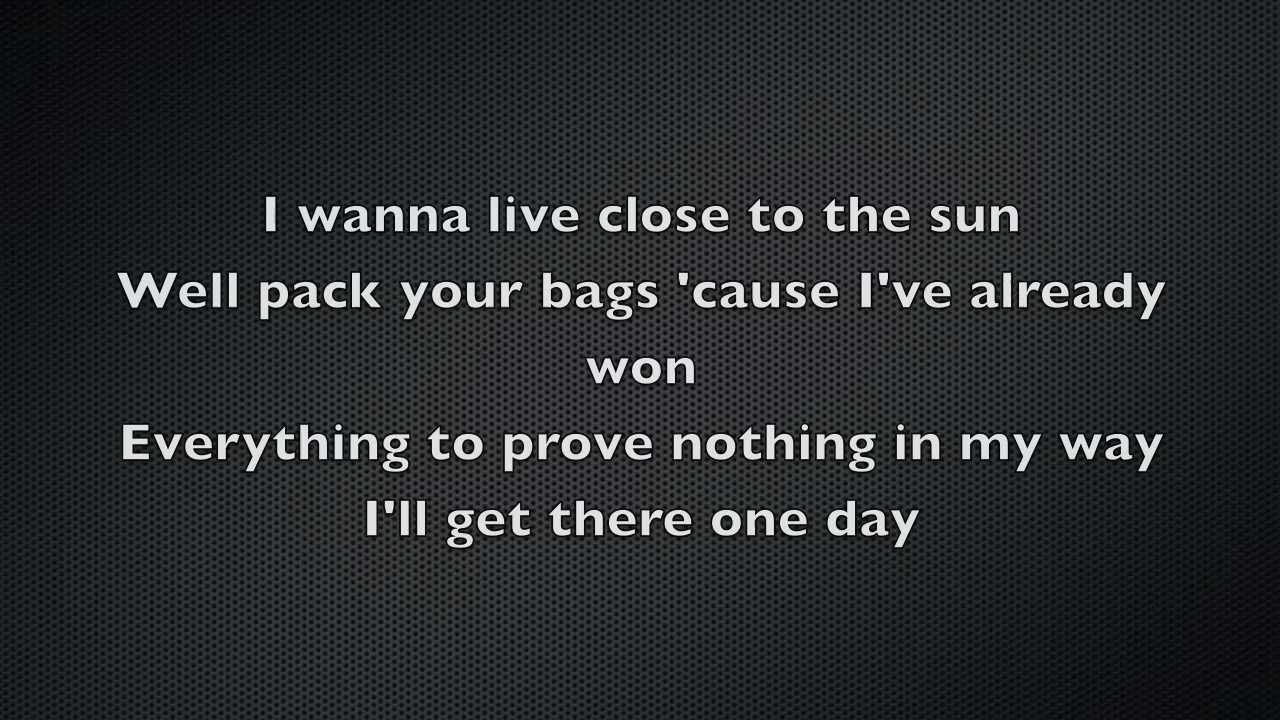 I wanna live close to the sun
Well pack your bags 'cause I've already
won
Everything to prove nothing in my way
I'll get there one day